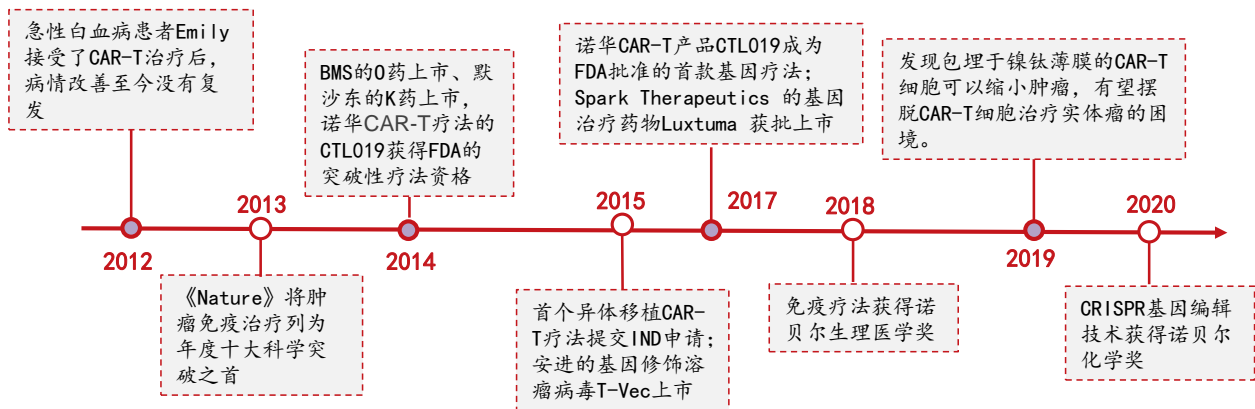 急性白血病患者Emily
接受了CAR-T治疗后,
病情改善至今没有复
发
BMS的O药上市、默
沙东的K药上市，
诺华CAR-T疗法的
CTL019获得FDA的
突破性疗法资格
诺华CAR-T产品CTL019成为
FDA批准的首款基因疗法；
Spark Therapeutics 的基因
治疗药物Luxtuma 获批上市
发现包埋于镍钛薄膜的CAR-T
细胞可以缩小肿瘤，有望摆
脱CAR-T细胞治疗实体瘤的困
境。
2012
2013
2014
2015
2017
2018
2019
2020
《Nature》将肿
瘤免疫治疗列为
年度十大科学突
破之首
首个异体移植CAR-
T疗法提交IND申请；
安进的基因修饰溶
瘤病毒T-Vec上市
免疫疗法获得诺
贝尔生理医学奖
CRISPR基因编辑
技术获得诺贝尔
化学奖